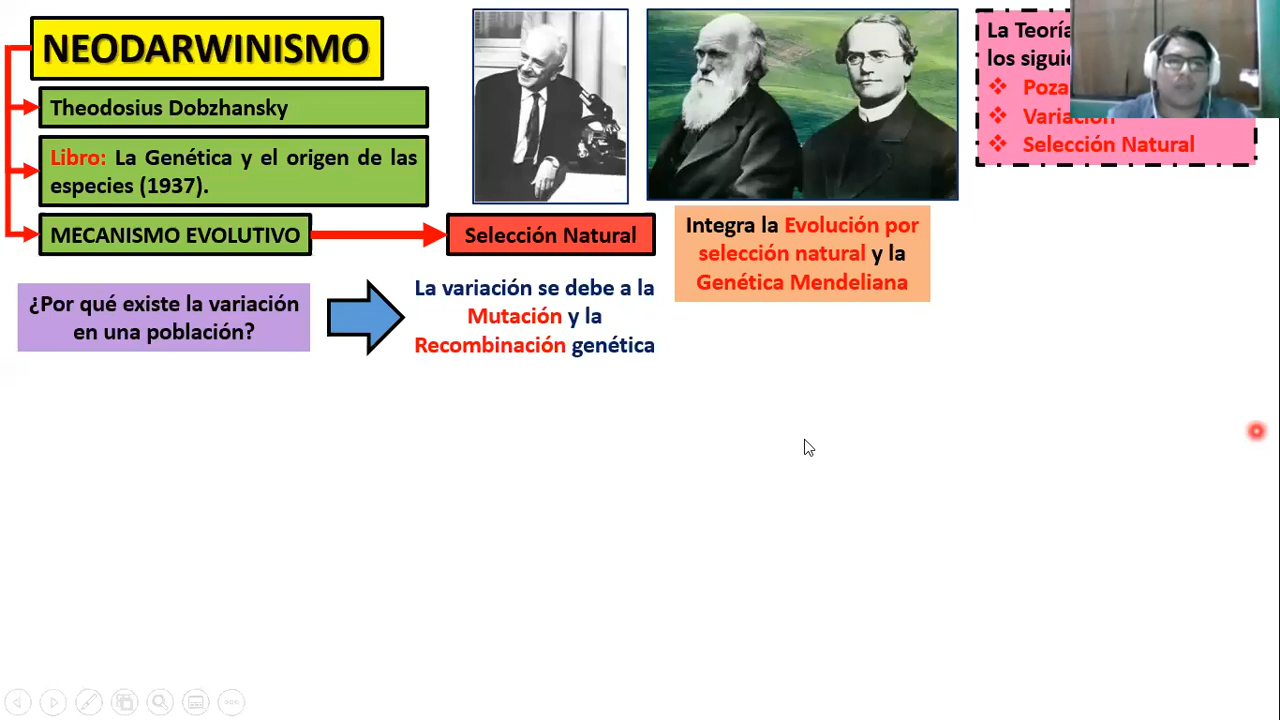 NEODARWINISMO
Theodosius Dobzhansky
Libro: La Genética y el origen de las
especies (1937).
MECANISMO EVOLUTIVO
Selección Natural
Integra la Evolución por
selección natural y la
Genética Mendeliana
¿Por qué existe la variación
en una población?
La variación se debe a la
Mutación y la
Recombinación genética
La Teoría
los
Variación
Selección Natural